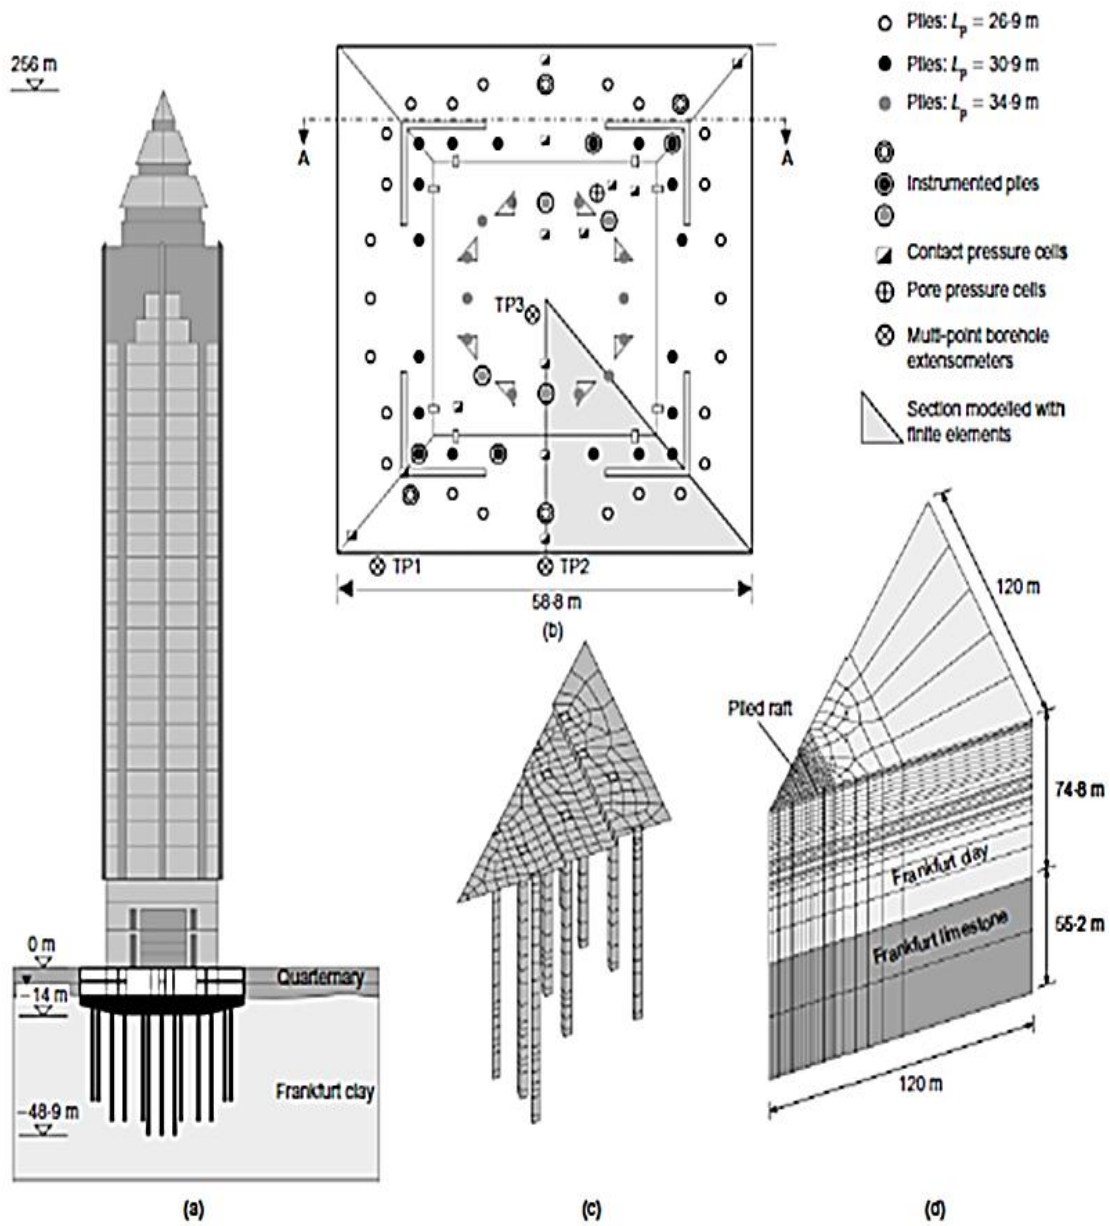 256 m
0 m
−14 m
−48·9 m
Quaternary
Frankfurt clay
(a)
A
A
TP3
TP1
TP2
58·8 m
(b)
Piles: Lp = 26·9 m
Piles: Lp = 30·9 m
Piles: Lp = 34·9 m
Instrumented piles
Contact pressure cells
Pore pressure cells
Multi-point borehole
extensometers
Section modelled with
finite elements
(c)
Piled raft
120 m
74·8 m
Frankfurt clay
55·2 m
Frankfurt limestone
120 m
(d)